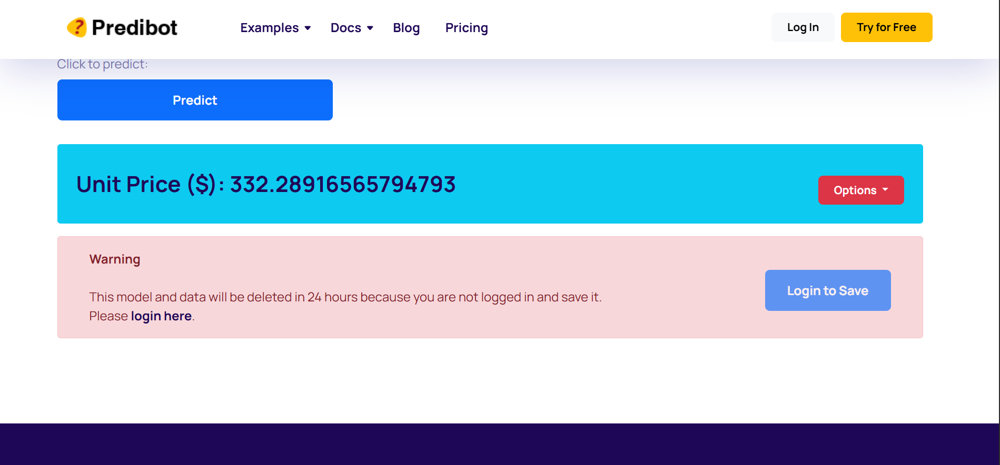 ? Predibot
Examples
Docs
Blog
Pricing
Log In
Try for Free
Click to predict:
Predict
Unit Price ($): 332.28916565794793
Options
Warning
This model and data will be deleted in 24 hours because you are not logged in and save it.
Please login here.
Login to Save